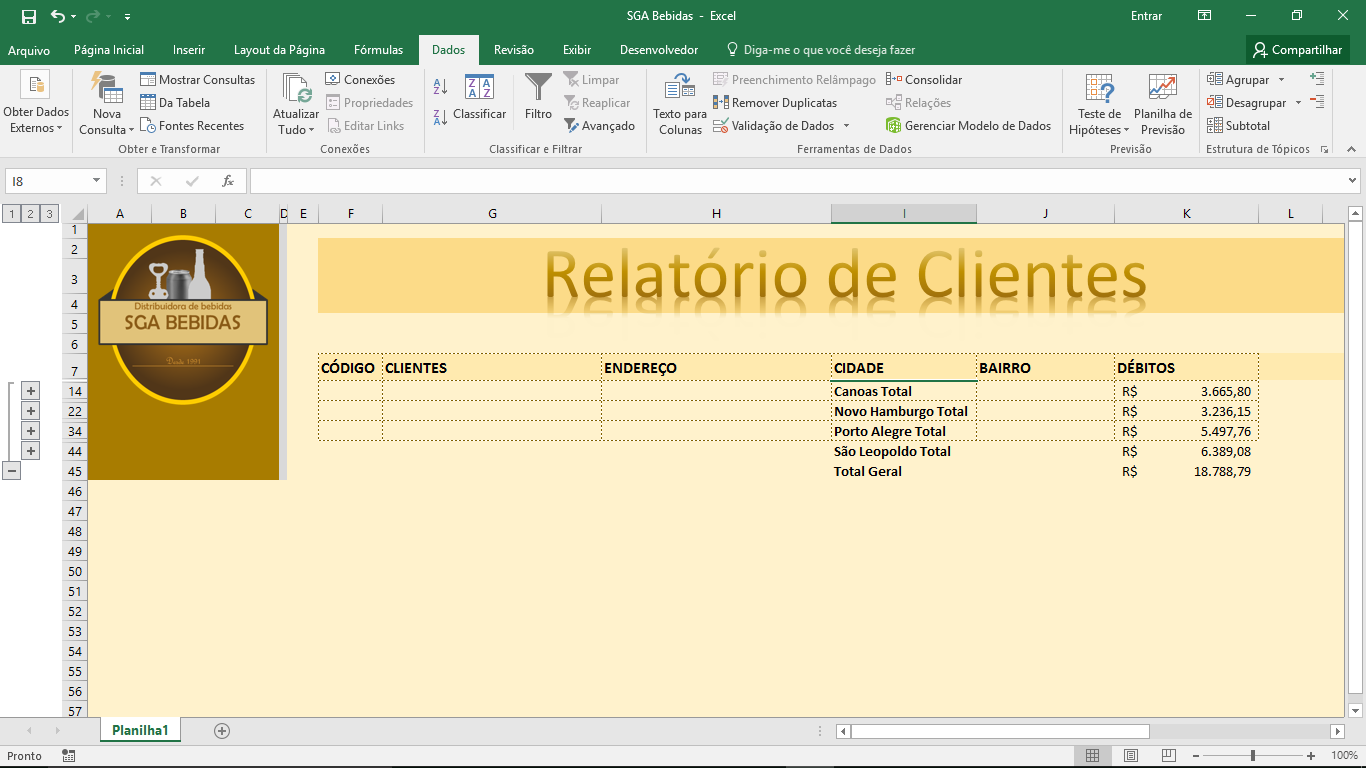 SGA Bebidas - Excel
Entrar
Arquivo Página Inicial Inserir Layout da Página Fórmulas Dados Revisão Exibir Desenvolvedor Diga-me o que você deseja fazer Compartilhar
Obter Dados Externos
Nova Consulta
Mostrar Consultas
Da Tabela
Fontes Recentes
Obter e Transformar
Atualizar Tudo
Conexões
Propriedades
Editar Links
Conexões
Classificar
Filtro
Limpar
Reaplicar
Avançado
Classificar e Filtrar
Texto para Colunas
Preenchimento Relâmpago
Remover Duplicatas
Validação de Dados
Consolidar
Relações
Gerenciar Modelo de Dados
Ferramentas de Dados
Teste de Hipóteses
Planilha de Previsão
Previsão
Agrupar
Desagrupar
Subtotal
Estrutura de Tópicos
I8
fx
1 2 3
A B C D E F G H I J K L
1
2
3
4
5
6
7
14
22
34
44
45
46
47
48
49
50
51
52
53
54
55
56
57
Distribuidora de bebidas
SGA BEBIDAS
Desde 1991
Relatório de Clientes
CÓDIGO CLIENTES ENDEREÇO CIDADE BAIRRO DÉBITOS
Canoas Total R$ 3.665,80
Novo Hamburgo Total R$ 3.236,15
Porto Alegre Total R$ 5.497,76
São Leopoldo Total R$ 6.389,08
Total Geral R$ 18.788,79
Planilha1
Pronto
100%